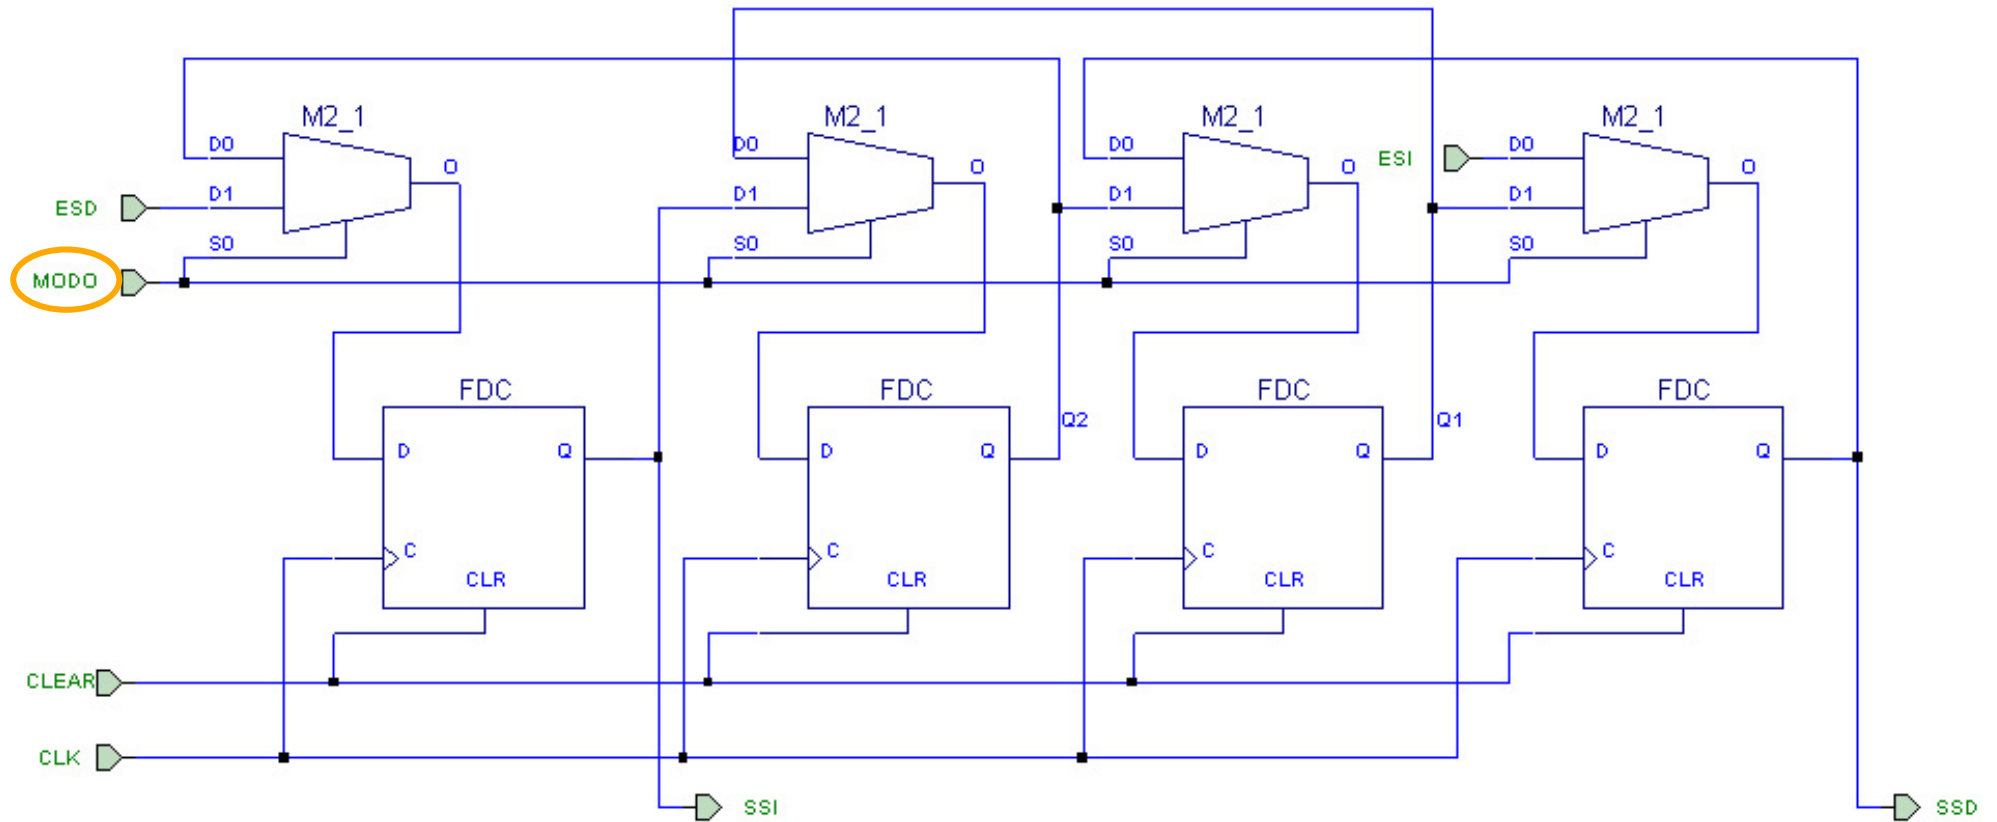 M2_1 M2_1 M2_1 M2_1
D0 D0 D0 ESI D0
O O O O
ESD D1 D1 D1 D1
S0 S0 S0 S0
MODO
FDC FDC FDC FDC
Q2 Q1
D Q D Q D Q D Q
C C C C
CLR CLR CLR CLR
CLEAR
CLK
SSI SSD